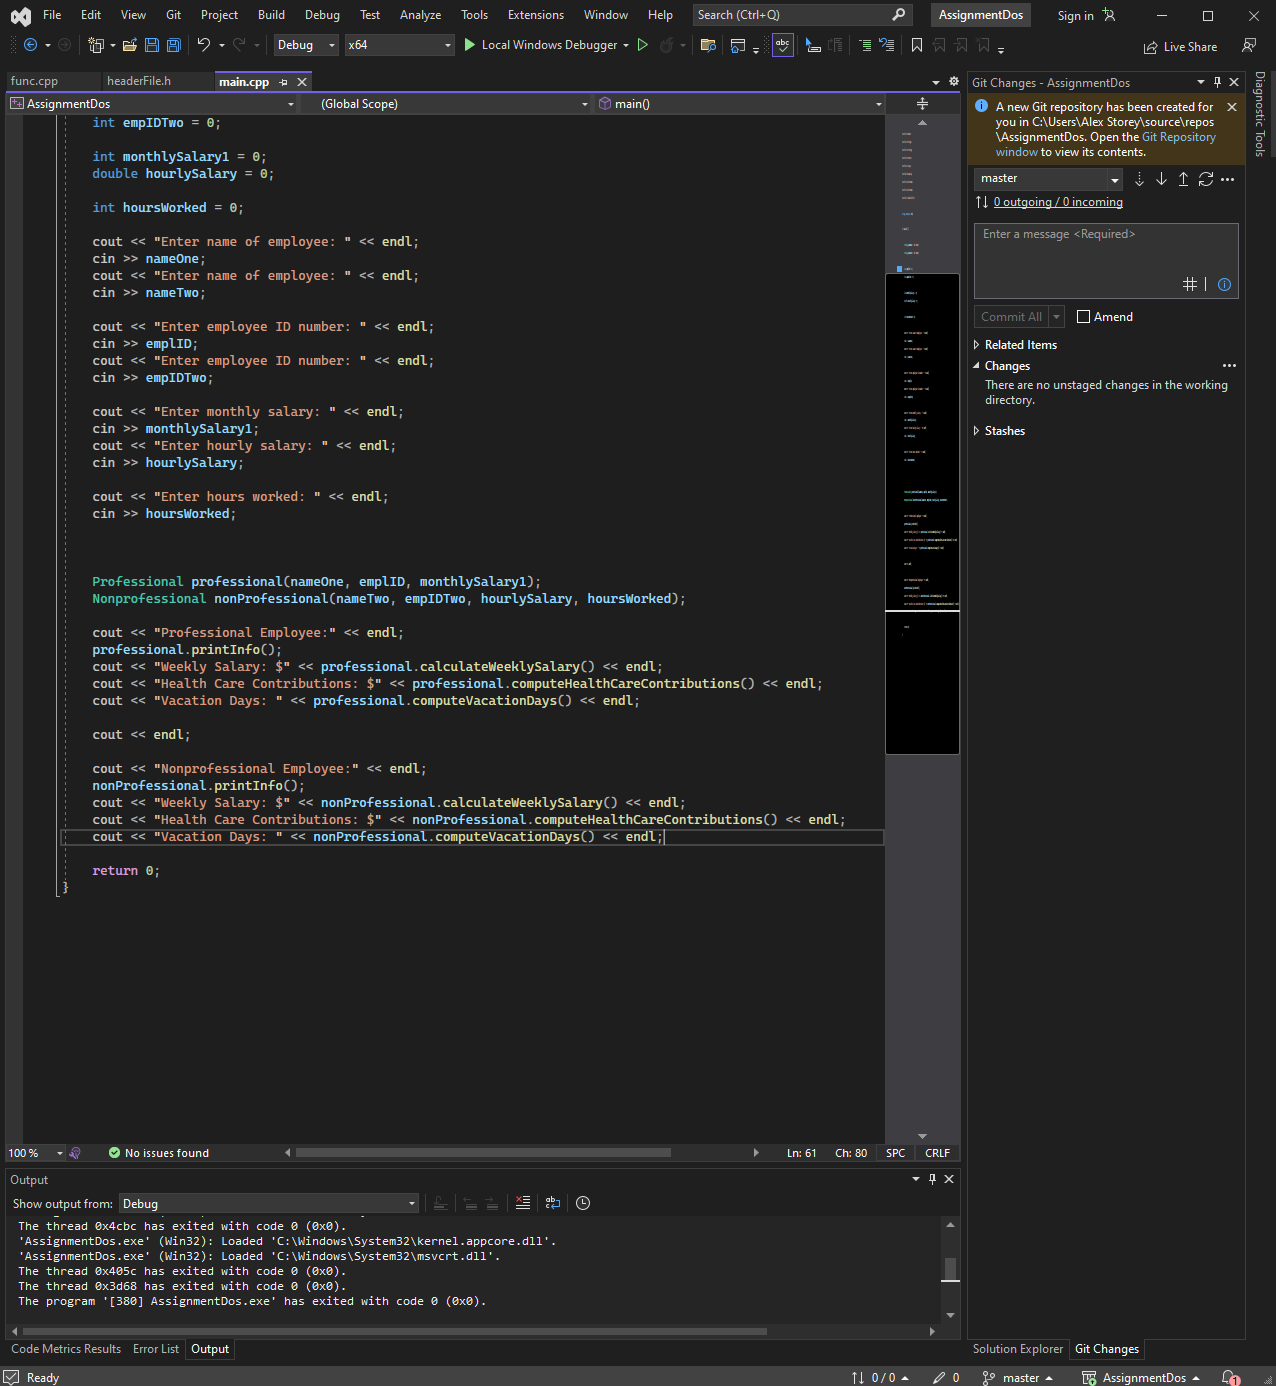 File Edit View Git Project Build Debug Test Analyze Tools Extensions Window Help Search (Ctrl+Q) AssignmentDos Sign in
Debug x64 Local Windows Debugger Live Share
func.cpp headerFile.h main.cpp
AssignmentDos (Global Scope) main()
int empIDTwo = 0;
int monthlySalary1 = 0;
double hourlySalary = 0;
int hoursWorked = 0;
cout << "Enter name of employee: " << endl;
cin >> nameOne;
cout << "Enter name of employee: " << endl;
cin >> nameTwo;
cout << "Enter employee ID number: " << endl;
cin >> emplID;
cout << "Enter employee ID number: " << endl;
cin >> empIDTwo;
cout << "Enter monthly salary: " << endl;
cin >> monthlySalary1;
cout << "Enter hourly salary: " << endl;
cin >> hourlySalary;
cout << "Enter hours worked: " << endl;
cin >> hoursWorked;
Professional professional(nameOne, emplID, monthlySalary1);
Nonprofessional nonProfessional(nameTwo, empIDTwo, hourlySalary, hoursWorked);
cout << "Professional Employee:" << endl;
professional.printInfo();
cout << "Weekly Salary: $" << professional.calculateWeeklySalary() << endl;
cout << "Health Care Contributions: $" << professional.computeHealthCareContributions() << endl;
cout << "Vacation Days: " << professional.computeVacationDays() << endl;
cout << endl;
cout << "Nonprofessional Employee:" << endl;
nonProfessional.printInfo();
cout << "Weekly Salary: $" << nonProfessional.calculateWeeklySalary() << endl;
cout << "Health Care Contributions: $" << nonProfessional.computeHealthCareContributions() << endl;
cout << "Vacation Days: " << nonProfessional.computeVacationDays() << endl;
return 0;
}
100 % No issues found Ln: 61 Ch: 80 SPC CRLF
Git Changes - AssignmentDos
A new Git repository has been created for
you in C:\Users\Alex Storey\source\repos
\AssignmentDos. Open the Git Repository
window to view its contents.
master
0 outgoing / 0 incoming
Enter a message <Required>
Commit All Amend
Related Items
Changes
There are no unstaged changes in the working
directory.
Stashes
Diagnostic Tools
Output
Show output from: Debug
The thread 0x4cbc has exited with code 0 (0x0).
'AssignmentDos.exe' (Win32): Loaded 'C:\Windows\System32\kernel.appcore.dll'.
'AssignmentDos.exe' (Win32): Loaded 'C:\Windows\System32\msvcrt.dll'.
The thread 0x405c has exited with code 0 (0x0).
The thread 0x3d68 has exited with code 0 (0x0).
The program '[380] AssignmentDos.exe' has exited with code 0 (0x0).
Code Metrics Results Error List Output
Solution Explorer Git Changes
Ready 0 / 0 0 master AssignmentDos 1